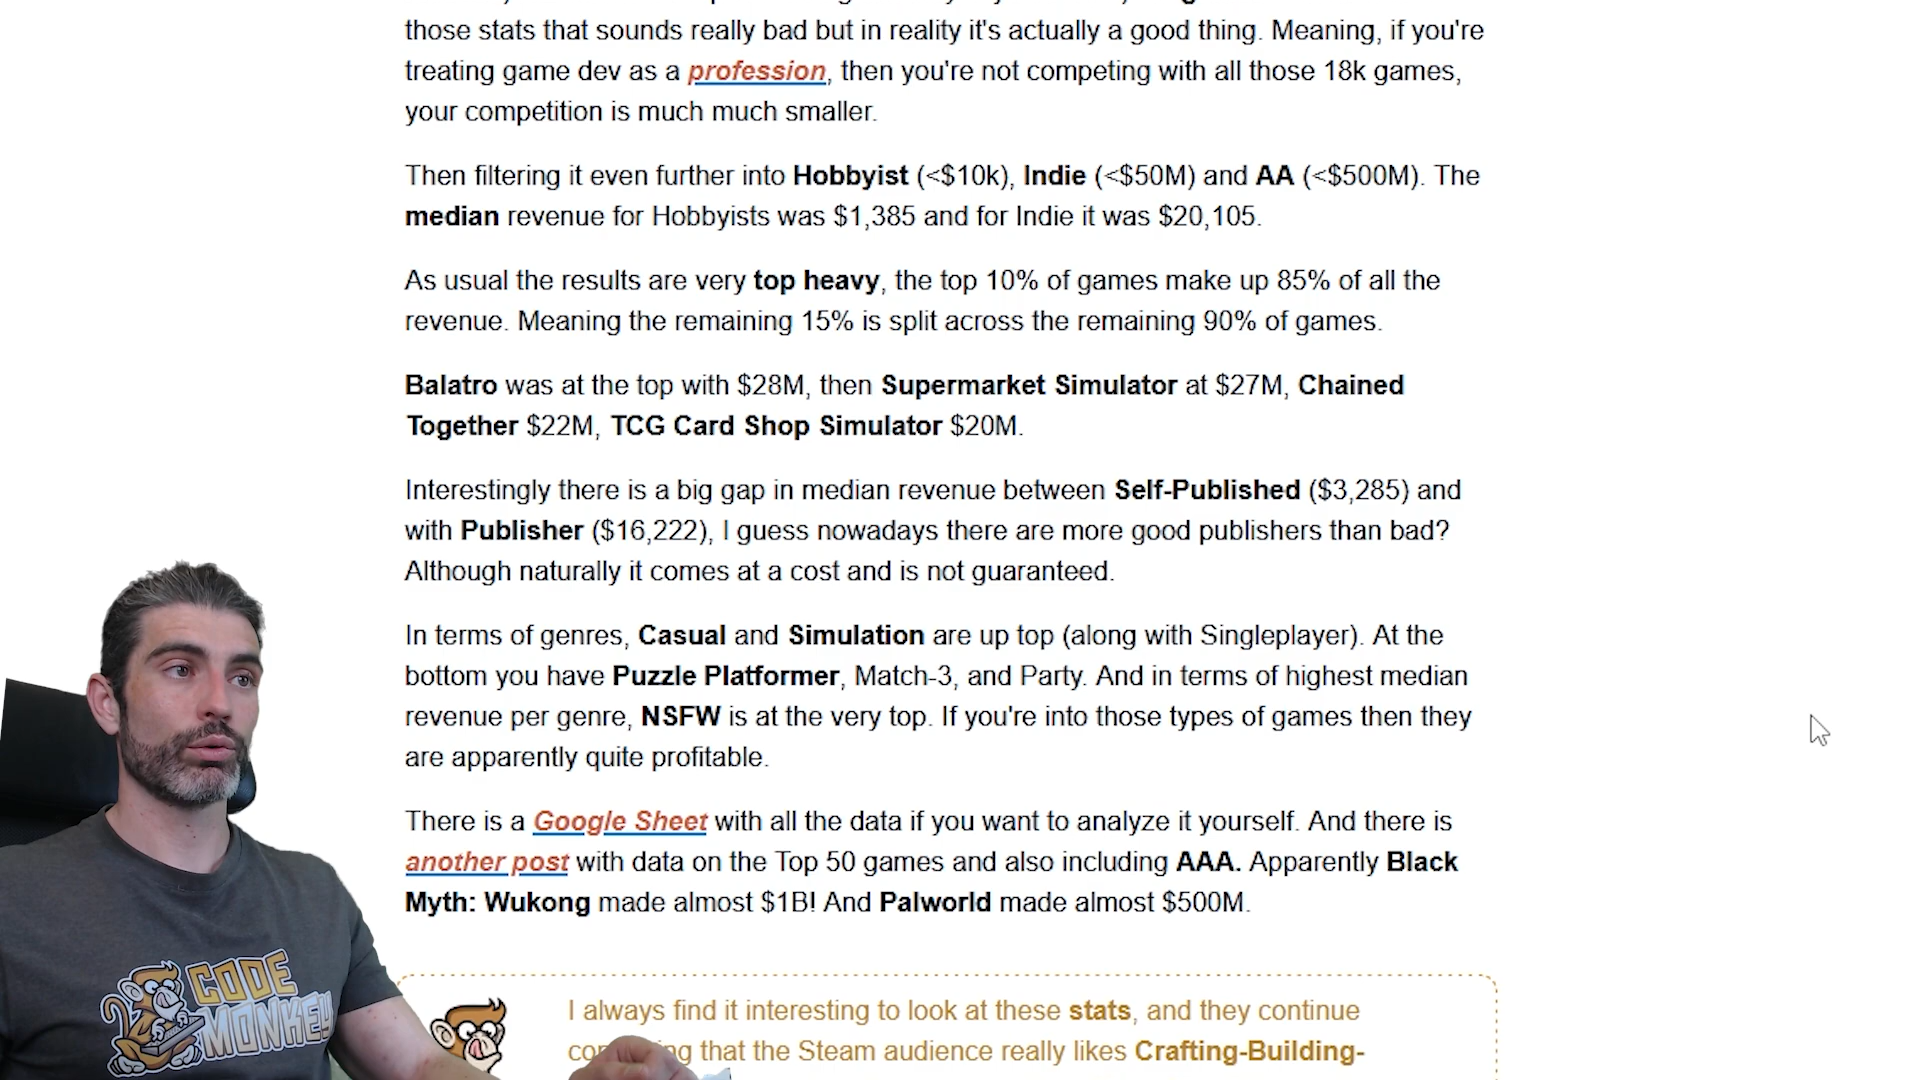 those stats that sounds really bad but in reality it's actually a good thing. Meaning, if you're
treating game dev as a profession, then you're not competing with all those 18k games,
your competition is much much smaller.
Then filtering it even further into Hobbyist (<$10k), Indie (<$50M) and AA (<$500M). The
median revenue for Hobbyists was $1,385 and for Indie it was $20,105.
As usual the results are very top heavy, the top 10% of games make up 85% of all the
revenue. Meaning the remaining 15% is split across the remaining 90% of games.
Balatro was at the top with $28M, then Supermarket Simulator at $27M, Chained
Together $22M, TCG Card Shop Simulator $20M.
Interestingly there is a big gap in median revenue between Self-Published ($3,285) and
with Publisher ($16,222), I guess nowadays there are more good publishers than bad?
Although naturally it comes at a cost and is not guaranteed.
In terms of genres, Casual and Simulation are up top (along with Singleplayer). At the
bottom you have Puzzle Platformer, Match-3, and Party. And in terms of highest median
revenue per genre, NSFW is at the very top. If you're into those types of games then they
are apparently quite profitable.
There is a Google Sheet with all the data if you want to analyze it yourself. And there is
another post with data on the Top 50 games and also including AAA. Apparently Black
Myth: Wukong made almost $1B! And Palworld made almost $500M.
I always find it interesting to look at these stats, and they continue
that the Steam audience really likes Crafting-Building-
CODE
MONKEY